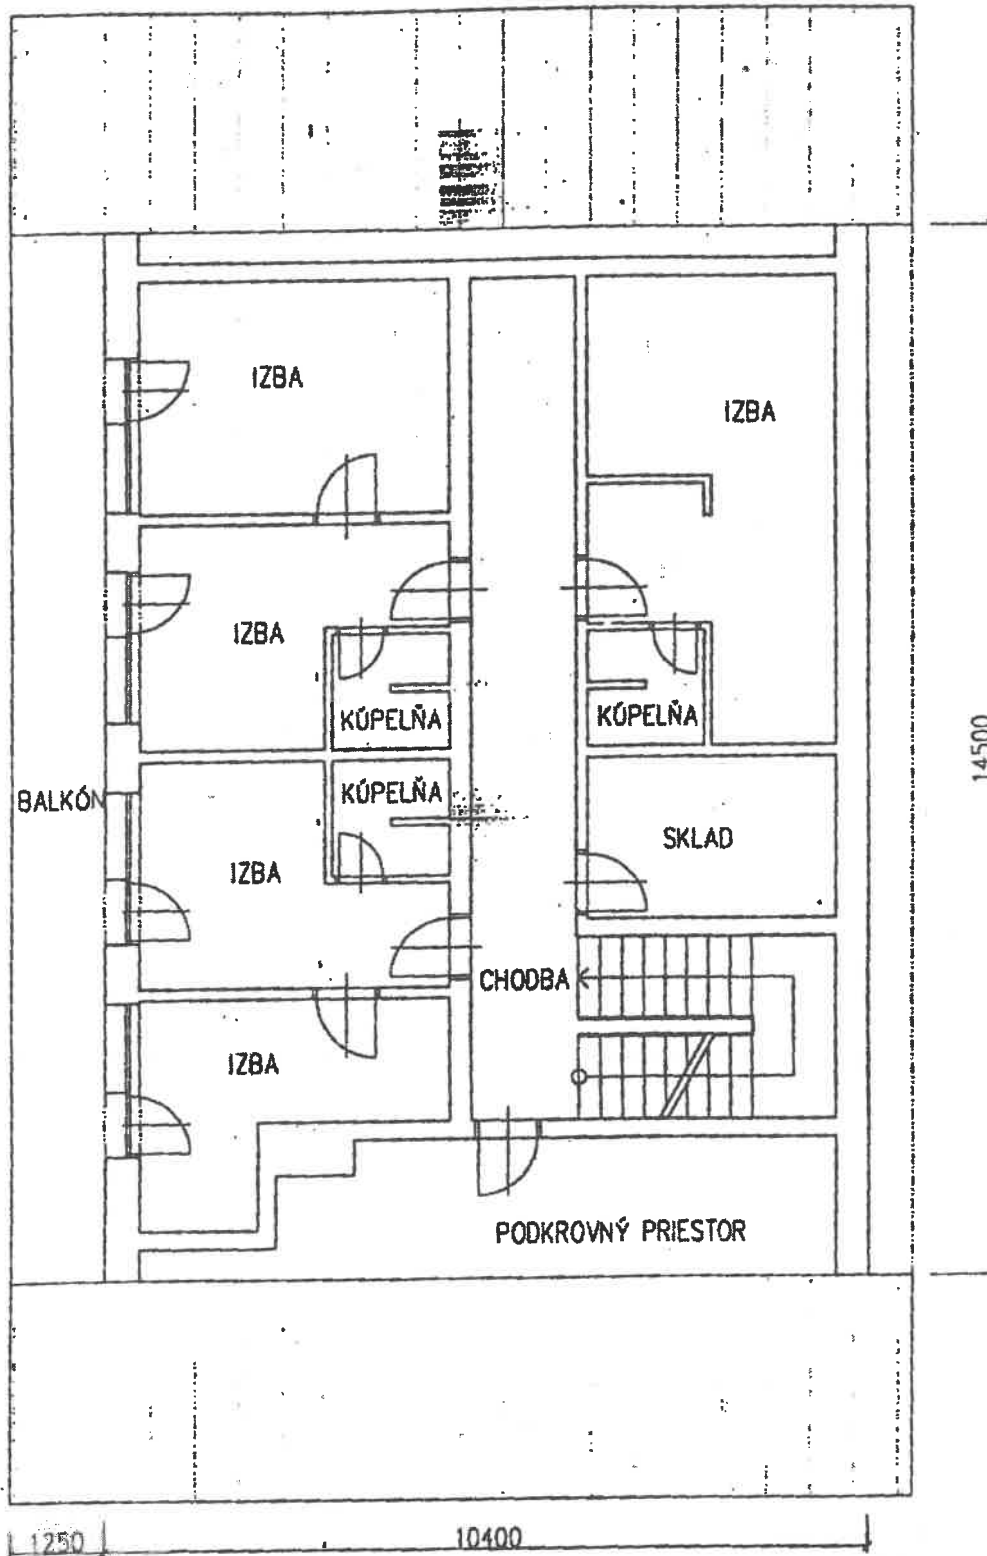 IZBA
IZBA
IZBA
KÚPELŇA
KÚPELŇA
KÚPELŇA
BALKÓN
SKLAD
IZBA
CHODBA
IZBA
PODKROVNÝ PRIESTOR
14500
1250
10400